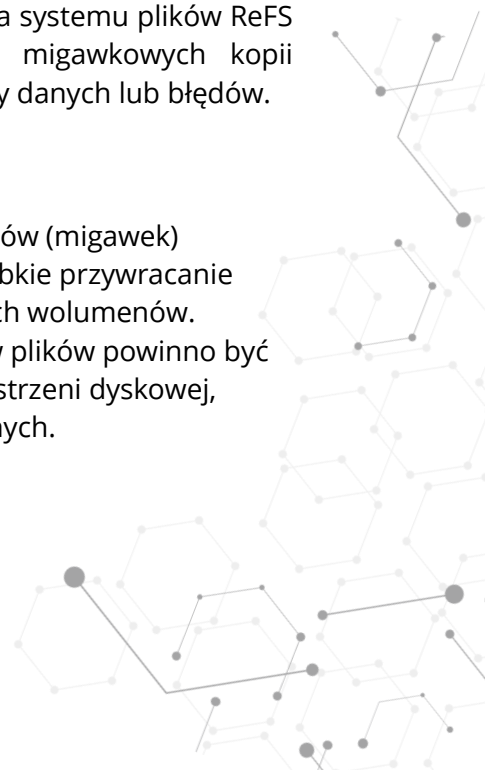 a systemu plików ReFS
migawkowych kopii
y danych lub błędów.
ów (migawek)
bkie przywracanie
h wolumenów.
w plików powinno być
strzeni dyskowej,
nych.